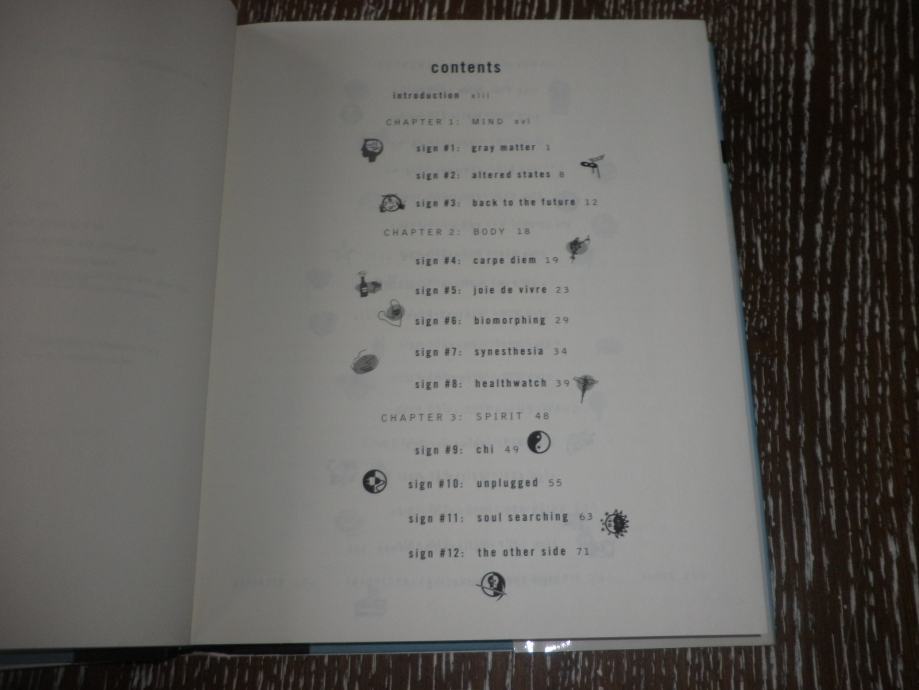 contents
introduction xiii
CHAPTER 1: MIND xvi
sign #1: gray matter 1
sign #2: altered states 8
sign #3: back to the future 12
CHAPTER 2: BODY 18
sign #4: carpe diem 19
sign #5: joie de vivre 23
sign #6: biomorphing 29
sign #7: synesthesia 34
sign #8: healthwatch 39
CHAPTER 3: SPIRIT 48
sign #9: chi 49
sign #10: unplugged 55
sign #11: soul searching 63
sign #12: the other side 71